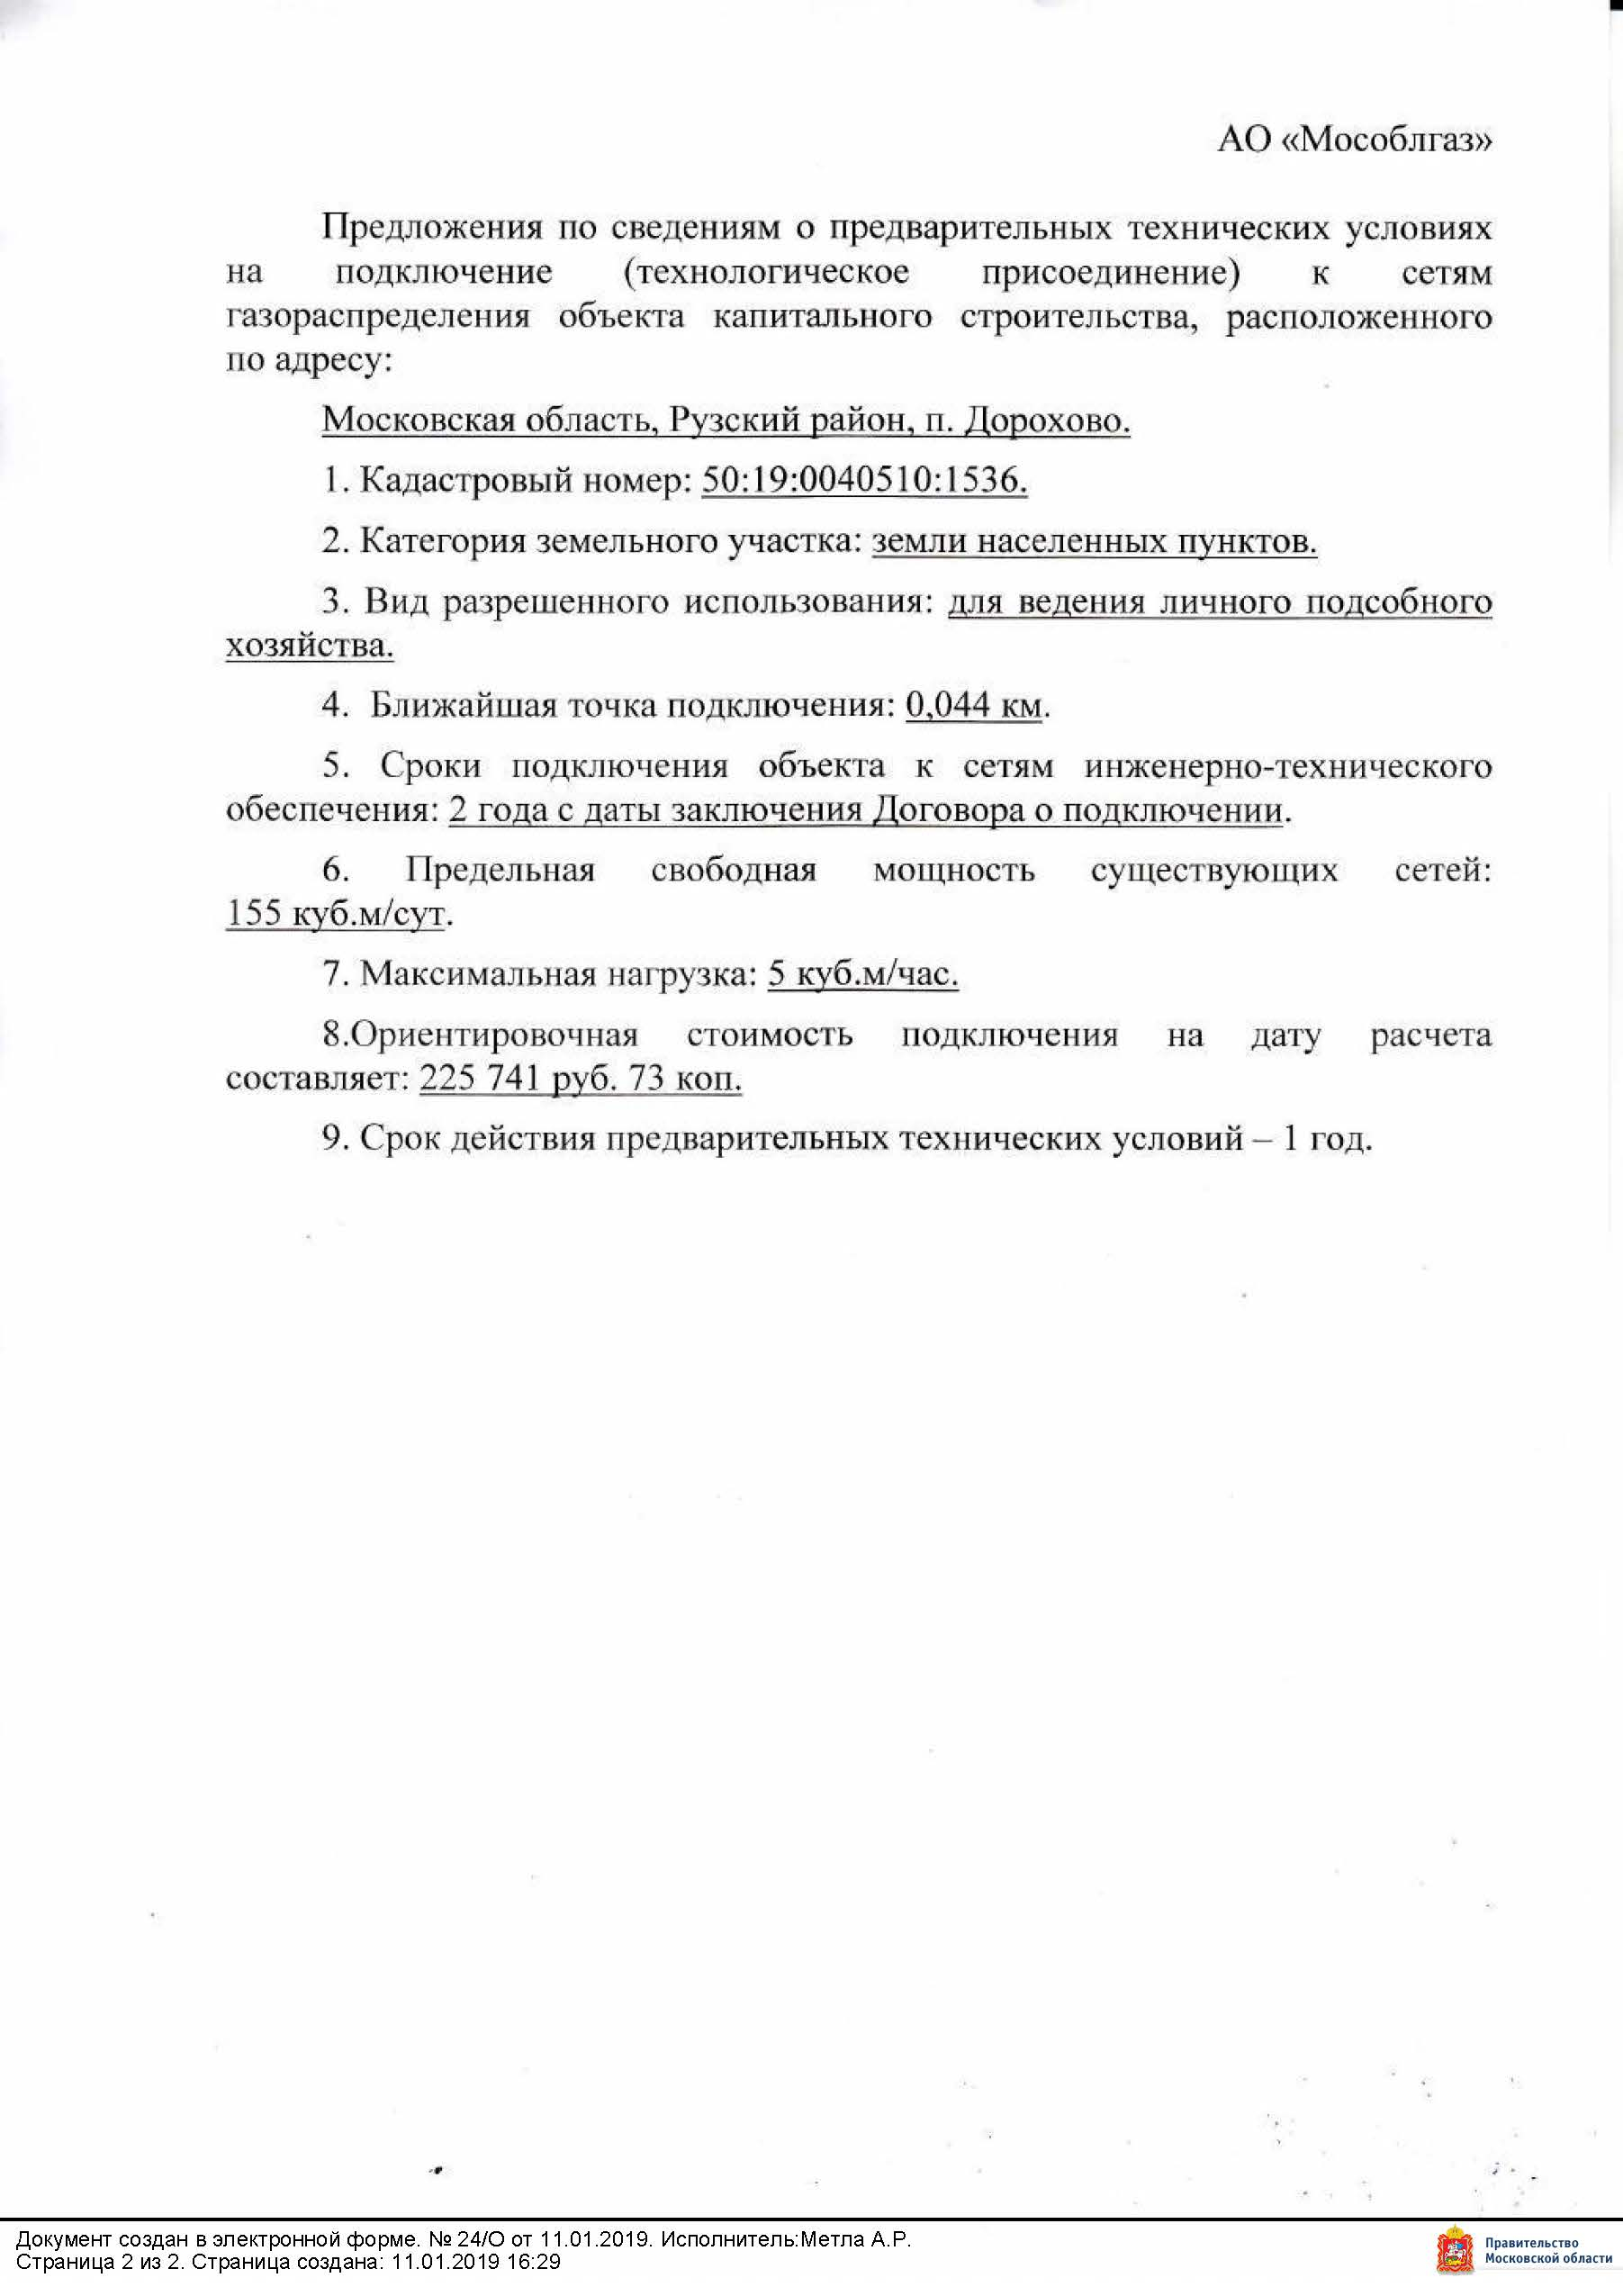 АО «Мособлгаз»
Предложения по сведениям о предварительных технических условиях
на подключение (технологическое присоединение) к сетям
газораспределения объекта капитального строительства, расположенного
по адресу:
Московская область, Рузский район, п. Дорохово.
1. Кадастровый номер: 50:19:0040510:1536.
2. Категория земельного участка: земли населенных пунктов.
3. Вид разрешенного использования: для ведения личного подсобного
хозяйства.
4. Ближайшая точка подключения: 0,044 км.
5. Сроки подключения объекта к сетям инженерно-технического
обеспечения: 2 года с даты заключения Договора о подключении.
6. Предельная свободная мощность существующих сетей:
155 куб.м/сут.
7. Максимальная нагрузка: 5 куб.м/час.
8.Ориентировочная стоимость подключения на дату расчета
составляет: 225 741 руб. 73 коп.
9. Срок действия предварительных технических условий – 1 год.
Документ создан в электронной форме. № 24/О от 11.01.2019. Исполнитель:Метла А.Р.
Страница 2 из 2. Страница создана: 11.01.2019 16:29
Правительство
Московской области